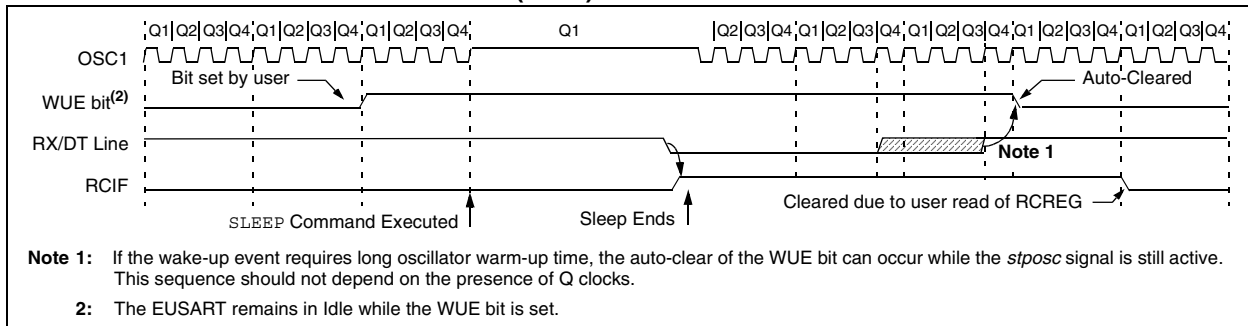 Q1 Q2 Q3 Q4 Q1 Q2 Q3 Q4 Q1 Q2 Q3 Q4 Q1 Q2 Q3 Q4 Q1 Q2 Q3 Q4 Q1 Q2 Q3 Q4 Q1 Q2 Q3 Q4 Q1 Q2 Q3 Q4
OSC1
Bit set by user
Auto-Cleared
WUE bit(2)
RX/DT Line
Note 1
RCIF
Cleared due to user read of RCREG
SLEEP Command Executed
Sleep Ends
Note 1: If the wake-up event requires long oscillator warm-up time, the auto-clear of the WUE bit can occur while the stposc signal is still active.
This sequence should not depend on the presence of Q clocks.
2: The EUSART remains in Idle while the WUE bit is set.